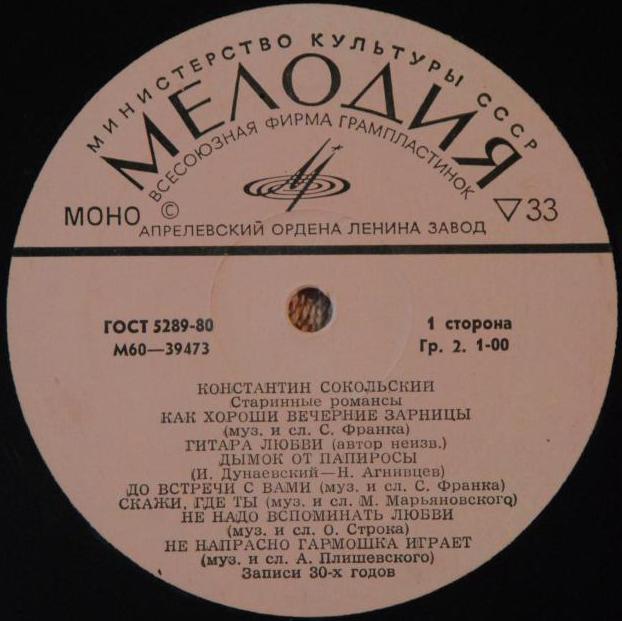 МИНИСТЕРСТВО КУЛЬТУРЫ СССР
МЕЛОДИЯ
ВСЕСОЮЗНАЯ ФИРМА ГРАМПЛАСТИНОК
МОНО © ▽33
АПРЕЛЕВСКИЙ ОРДЕНА ЛЕНИНА ЗАВОД
ГОСТ 5289-80 1 сторона
М60—39473 Гр. 2. 1-00
КОНСТАНТИН СОКОЛЬСКИЙ
Старинные романсы
КАК ХОРОШИ ВЕЧЕРНИЕ ЗАРНИЦЫ
(муз. и сл. С. Франка)
ГИТАРА ЛЮБВИ (автор неизв.)
ДЫМОК ОТ ПАПИРОСЫ
(И. Дунаевский—Н. Агнивцев)
ДО ВСТРЕЧИ С ВАМИ (муз. и сл. С. Франка)
СКАЖИ, ГДЕ ТЫ (муз. и сл. М. Марьяновского)
НЕ НАДО ВСПОМИНАТЬ ЛЮБВИ
(муз. и сл. О. Строка)
НЕ НАПРАСНО ГАРМОШКА ИГРАЕТ
(муз. и сл. А. Плишевского)
Записи 30-х годов